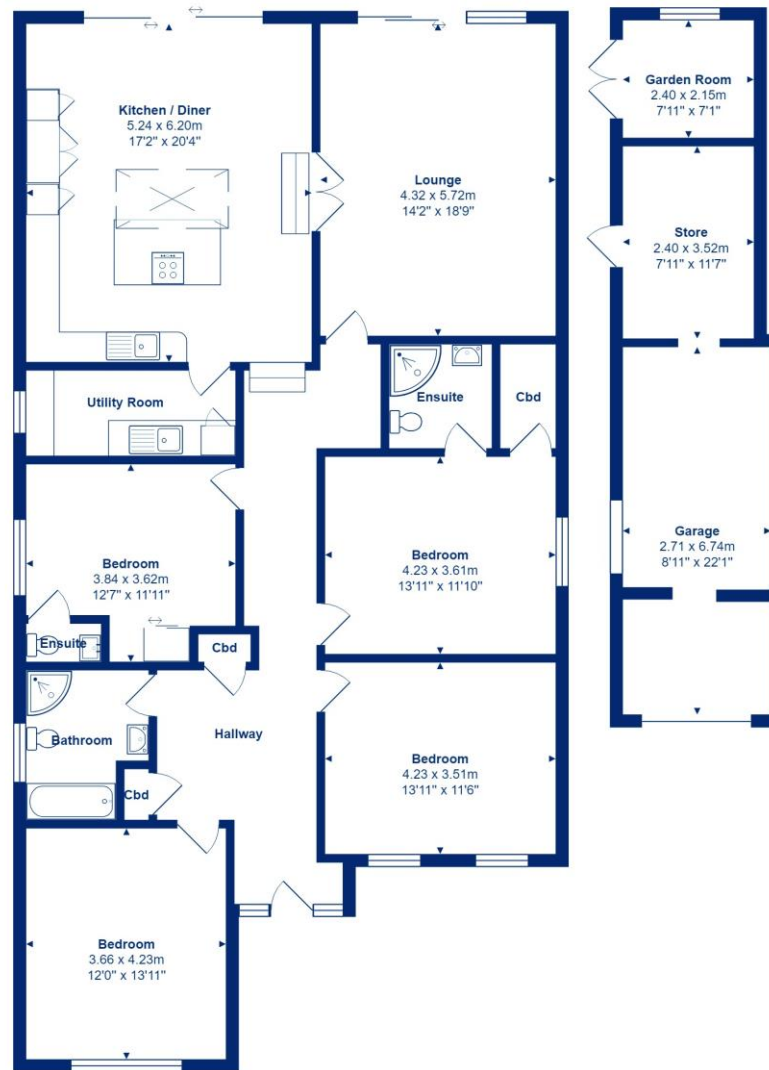 Kitchen / Diner
5.24 x 6.20m
17'2" x 20'4"
Lounge
4.32 x 5.72m
14'2" x 18'9"
Garden Room
2.40 x 2.15m
7'11" x 7'1"
Store
2.40 x 3.52m
7'11" x 11'7"
Utility Room
Ensuite
Cbd
Bedroom
3.84 x 3.62m
12'7" x 11'11"
Ensuite
Bedroom
4.23 x 3.61m
13'11" x 11'10"
Garage
2.71 x 6.74m
8'11" x 22'1"
Cbd
Bathroom
Hallway
Cbd
Bedroom
4.23 x 3.51m
13'11" x 11'6"
Bedroom
3.66 x 4.23m
12'0" x 13'11"